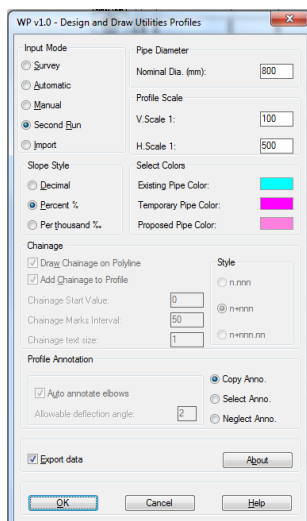 WP v1.0 - Design and Draw Utilities Profiles
Input Mode
Survey
Automatic
Manual
Second Run
Import
Pipe Diameter
Nominal Dia. (mm):
800
Profile Scale
V.Scale 1:
100
H.Scale 1:
500
Slope Style
Decimal
Percent %
Per thousand ‰
Select Colors
Existing Pipe Color:
Temporary Pipe Color:
Proposed Pipe Color:
Chainage
Draw Chainage on Polyline
Add Chainage to Profile
Chainage Start Value:
0
Chainage Marks Interval:
50
Chainage text size:
1
Style
n.nnn
n+nnn
n+nnn.nn
Profile Annotation
Auto annotate elbows
Allowable deflection angle:
2
Copy Anno.
Select Anno.
Neglect Anno.
Export data
About
OK
Cancel
Help